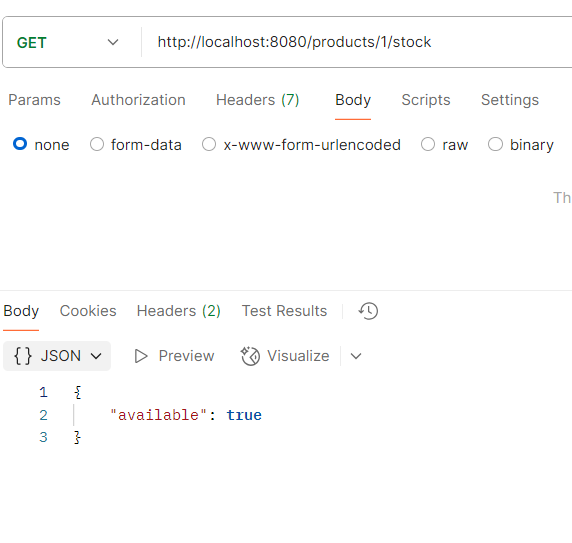 GET http://localhost:8080/products/1/stock
Params Authorization Headers (7) Body Scripts Settings
none form-data x-www-form-urlencoded raw binary
Th
Body Cookies Headers (2) Test Results
{} JSON Preview Visualize
1 {
2 "available": true
3 }